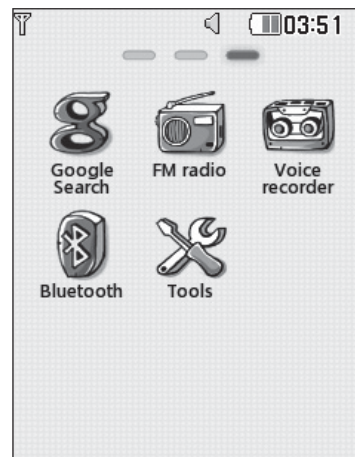 03:51
Google
Search
FM radio
Voice
recorder
Bluetooth
Tools